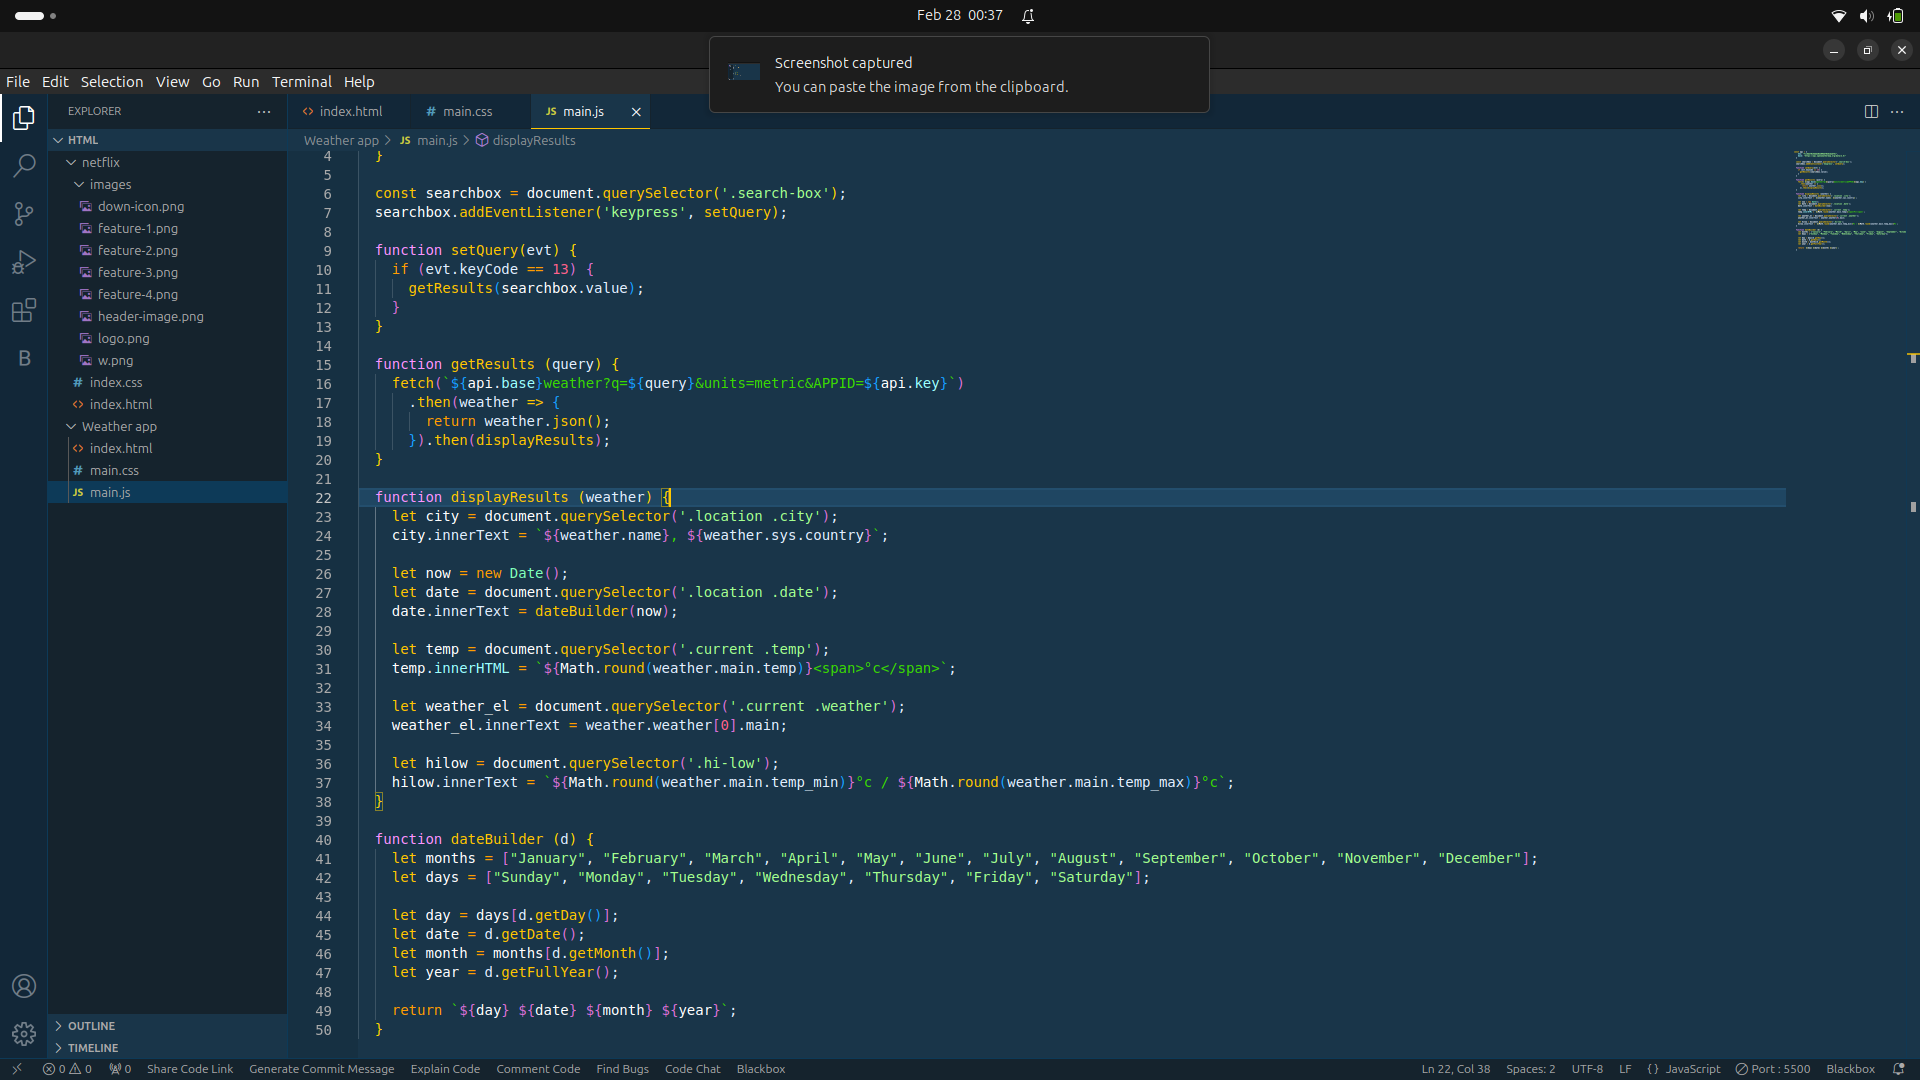 Feb 28 00:37
Screenshot captured
You can paste the image from the clipboard.
File Edit Selection View Go Run Terminal Help
EXPLORER
HTML
netflix
images
down-icon.png
feature-1.png
feature-2.png
feature-3.png
feature-4.png
header-image.png
logo.png
w.png
# index.css
<> index.html
Weather app
<> index.html
# main.css
JS main.js
OUTLINE
TIMELINE
<> index.html # main.css JS main.js
Weather app > JS main.js > displayResults
4 }
5
6 const searchbox = document.querySelector('.search-box');
7 searchbox.addEventListener('keypress', setQuery);
8
9 function setQuery(evt) {
10 if (evt.keyCode == 13) {
11 getResults(searchbox.value);
12 }
13 }
14
15 function getResults (query) {
16 fetch(`${api.base}weather?q=${query}&units=metric&APPID=${api.key}`)
17 .then(weather => {
18 return weather.json();
19 }).then(displayResults);
20 }
21
22 function displayResults (weather) {
23 let city = document.querySelector('.location .city');
24 city.innerText = `${weather.name}, ${weather.sys.country}`;
25
26 let now = new Date();
27 let date = document.querySelector('.location .date');
28 date.innerText = dateBuilder(now);
29
30 let temp = document.querySelector('.current .temp');
31 temp.innerHTML = `${Math.round(weather.main.temp)}<span>°c</span>`;
32
33 let weather_el = document.querySelector('.current .weather');
34 weather_el.innerText = weather.weather[0].main;
35
36 let hilow = document.querySelector('.hi-low');
37 hilow.innerText = `${Math.round(weather.main.temp_min)}°c / ${Math.round(weather.main.temp_max)}°c`;
38 }
39
40 function dateBuilder (d) {
41 let months = ["January", "February", "March", "April", "May", "June", "July", "August", "September", "October", "November", "December"];
42 let days = ["Sunday", "Monday", "Tuesday", "Wednesday", "Thursday", "Friday", "Saturday"];
43
44 let day = days[d.getDay()];
45 let date = d.getDate();
46 let month = months[d.getMonth()];
47 let year = d.getFullYear();
48
49 return `${day} ${date} ${month} ${year}`;
50 }
0 0 0 Share Code Link Generate Commit Message Explain Code Comment Code Find Bugs Code Chat Blackbox Ln 22, Col 38 Spaces: 2 UTF-8 LF {} JavaScript Port : 5500 Blackbox